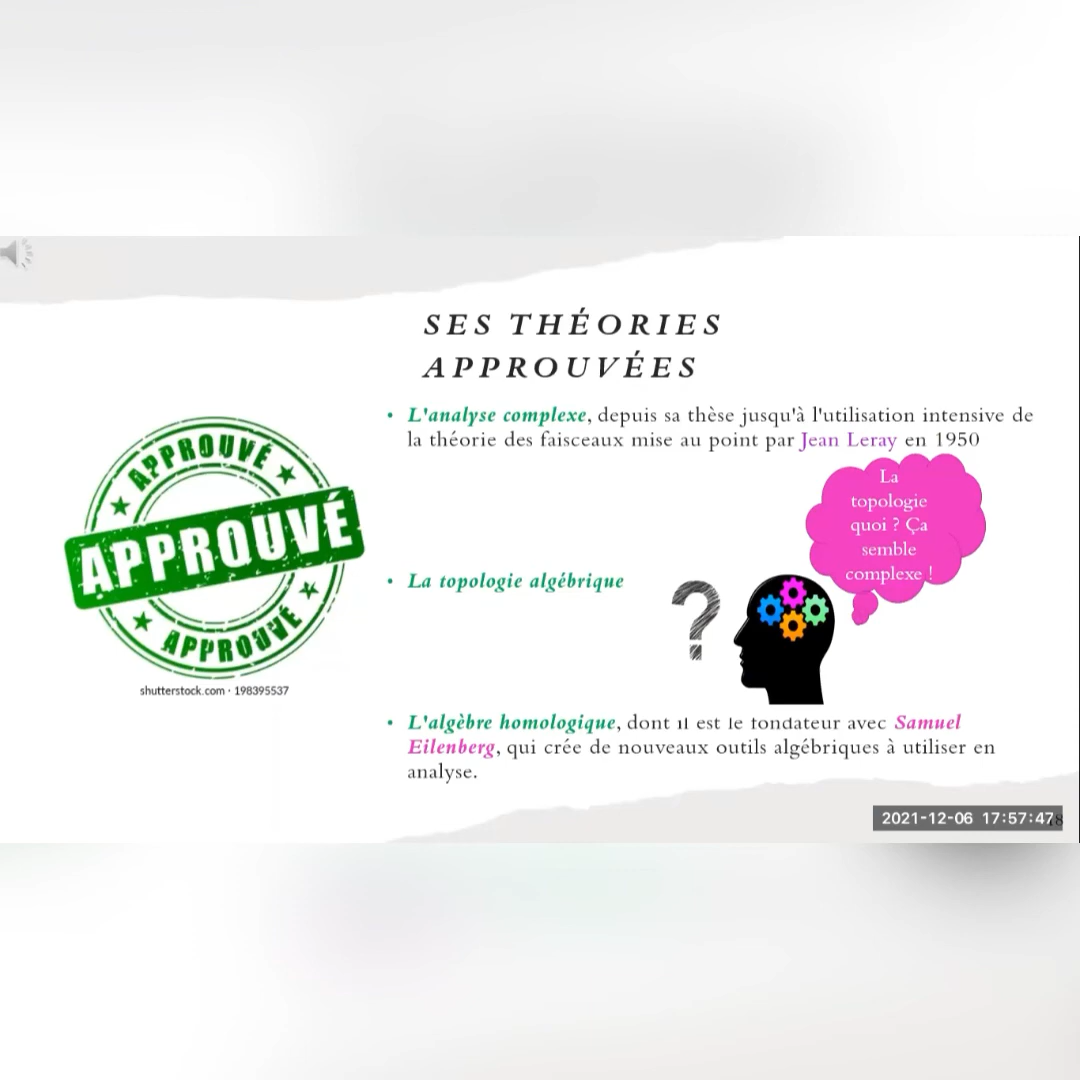 SES THÉORIES
APPROUVÉES
• L'analyse complexe, depuis sa thèse jusqu'à l'utilisation intensive de
la théorie des faisceaux mise au point par Jean Leray en 1950
La
topologie
quoi ? Ça
semble
complexe !
APPROUVÉ
APPROUVÉ
APPROUVÉ
shutterstock.com · 198395537
• La topologie algébrique
?
• L'algèbre homologique, dont il est le fondateur avec Samuel
Eilenberg, qui crée de nouveaux outils algébriques à utiliser en
analyse.
2021-12-06 17:57:47